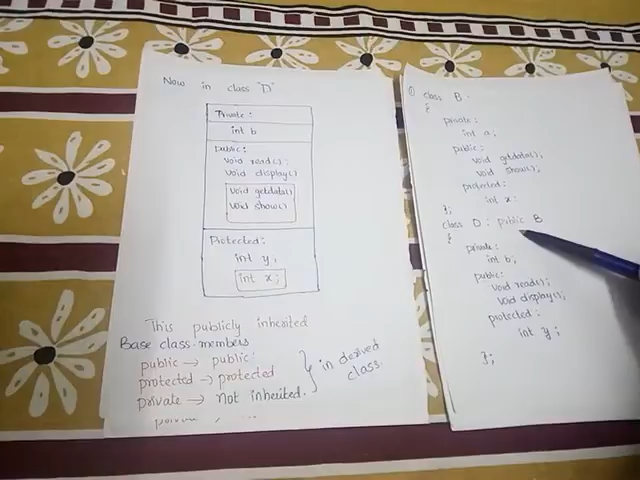 Now in class "D"
Private:
int b
Public:
void read();
void display()
void getdata()
void show()
Protected:
int y;
int x;
This publicly inherited
Base class members
public → public:
protected → protected
private → not inherited.
} in derived
class.
① class B.
{
private:
int a;
public:
void getdata();
void show();
protected:
int x;
};
class D : public B
{
private:
int b;
public:
void read();
void display();
protected:
int y;
};